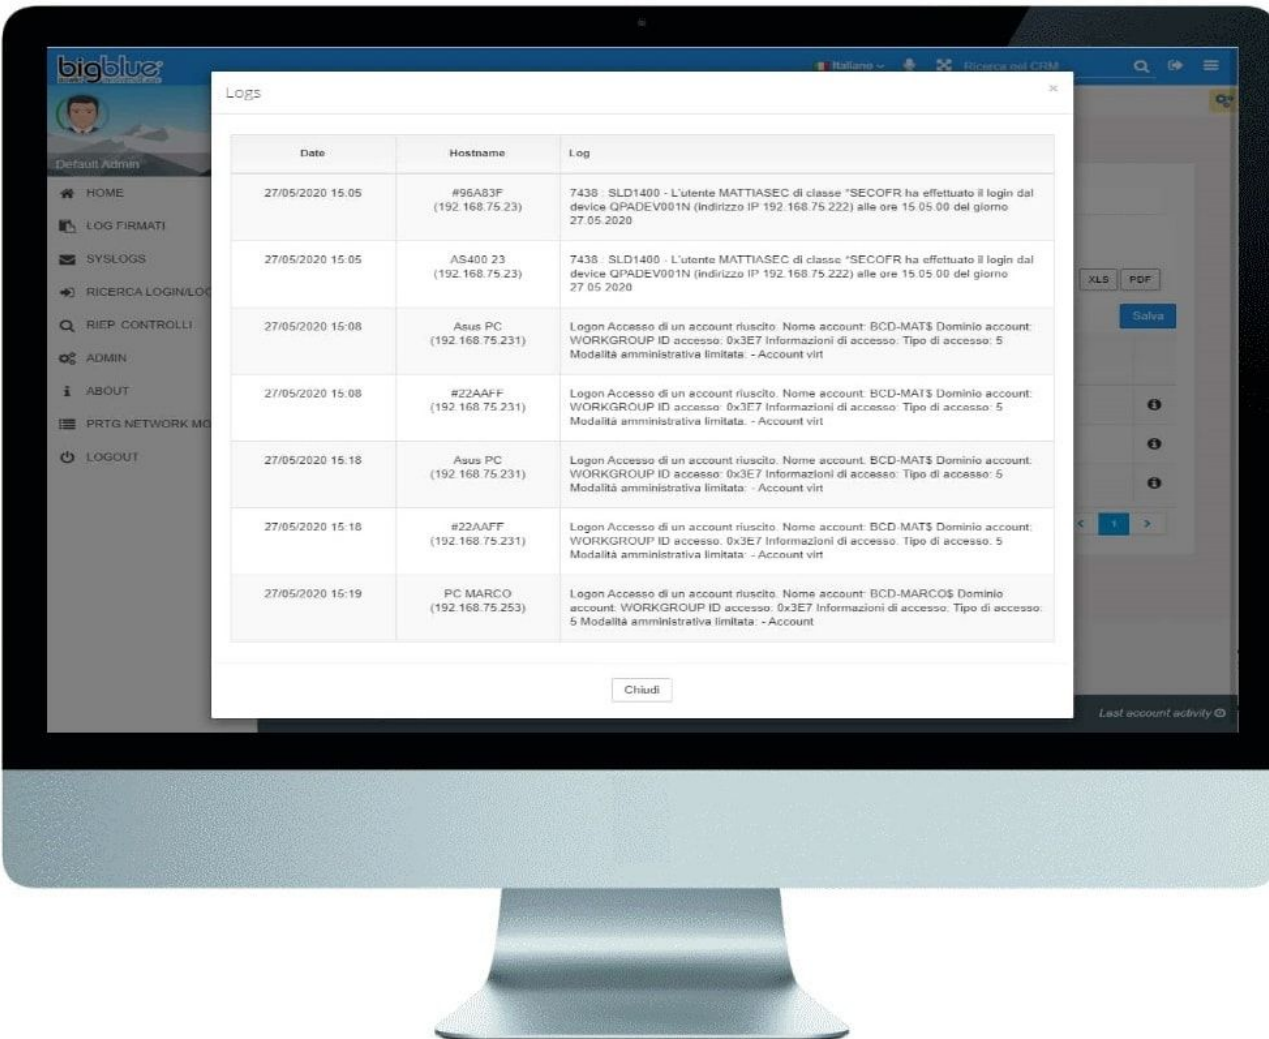 bigblue
Italiano
Ricerca nel CRM
Default Admin
HOME
LOG FIRMATI
SYSLOGS
RICERCA LOGIN/LOG
RIEP. CONTROLLI
ADMIN
ABOUT
PRTG NETWORK MO
LOGOUT
Logs
×
Date Hostname Log
27/05/2020 15:05 #96A83F (192.168.75.23)
7438 : SLD1400 - L'utente MATTIASEC di classe *SECOFR ha effettuato il login dal
device QPADEV001N (indirizzo IP 192.168.75.222) alle ore 15.05.00 del giorno
27.05.2020
27/05/2020 15:05 AS400 23 (192.168.75.23)
7438 : SLD1400 - L'utente MATTIASEC di classe *SECOFR ha effettuato il login dal
device QPADEV001N (indirizzo IP 192.168.75.222) alle ore 15.05.00 del giorno
27.05.2020
27/05/2020 15:08 Asus PC (192.168.75.231)
Logon Accesso di un account riuscito. Nome account: BCD-MAT$ Dominio account:
WORKGROUP ID accesso: 0x3E7 Informazioni di accesso: Tipo di accesso: 5
Modalità amministrativa limitata: - Account virt
27/05/2020 15:08 #22AAFF (192.168.75.231)
Logon Accesso di un account riuscito. Nome account: BCD-MAT$ Dominio account:
WORKGROUP ID accesso: 0x3E7 Informazioni di accesso: Tipo di accesso: 5
Modalità amministrativa limitata: - Account virt
27/05/2020 15:18 Asus PC (192.168.75.231)
Logon Accesso di un account riuscito. Nome account: BCD-MAT$ Dominio account:
WORKGROUP ID accesso: 0x3E7 Informazioni di accesso: Tipo di accesso: 5
Modalità amministrativa limitata: - Account virt
27/05/2020 15:18 #22AAFF (192.168.75.231)
Logon Accesso di un account riuscito. Nome account: BCD-MAT$ Dominio account:
WORKGROUP ID accesso: 0x3E7 Informazioni di accesso: Tipo di accesso: 5
Modalità amministrativa limitata: - Account virt
27/05/2020 15:19 PC MARCO (192.168.75.253)
Logon Accesso di un account riuscito. Nome account: BCD-MARCO$ Dominio
account: WORKGROUP ID accesso: 0x3E7 Informazioni di accesso: Tipo di accesso:
5 Modalità amministrativa limitata: - Account
Chiudi
XLS PDF
Salva
< 1 >
Last account activity